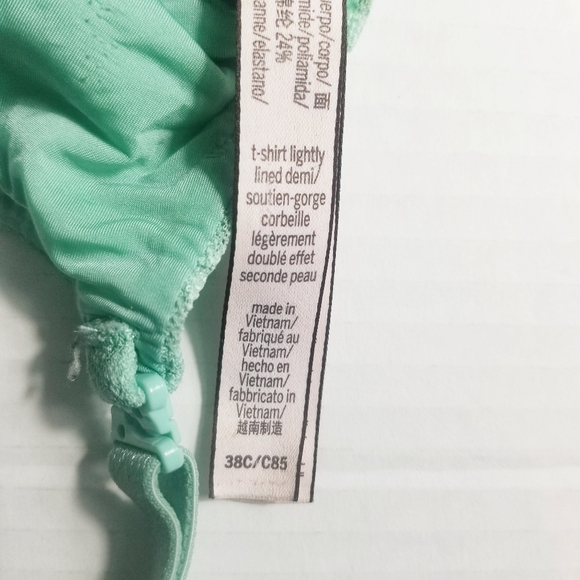 uerpo/corpo/ 面
mide/poliamida/
纶 24%
anne/elastano/
t-shirt lightly
lined demi/
soutien-gorge
corbeille
légèrement
doublé effet
seconde peau
made in
Vietnam/
fabriqué au
Vietnam/
hecho en
Vietnam/
fabbricato in
Vietnam/
越南制造
38C/C85